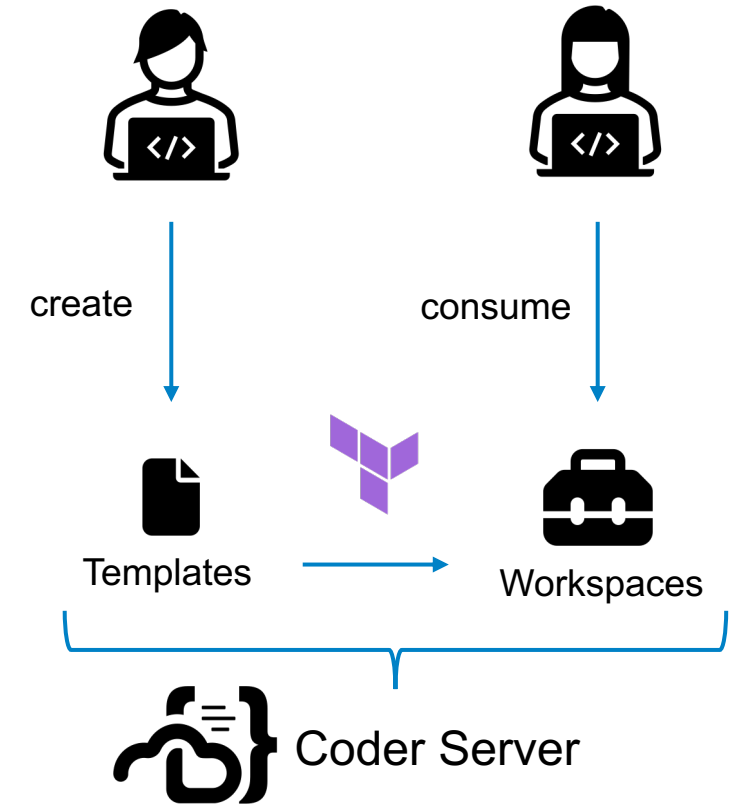 </>
</>
create
consume
Templates
Workspaces
Coder Server